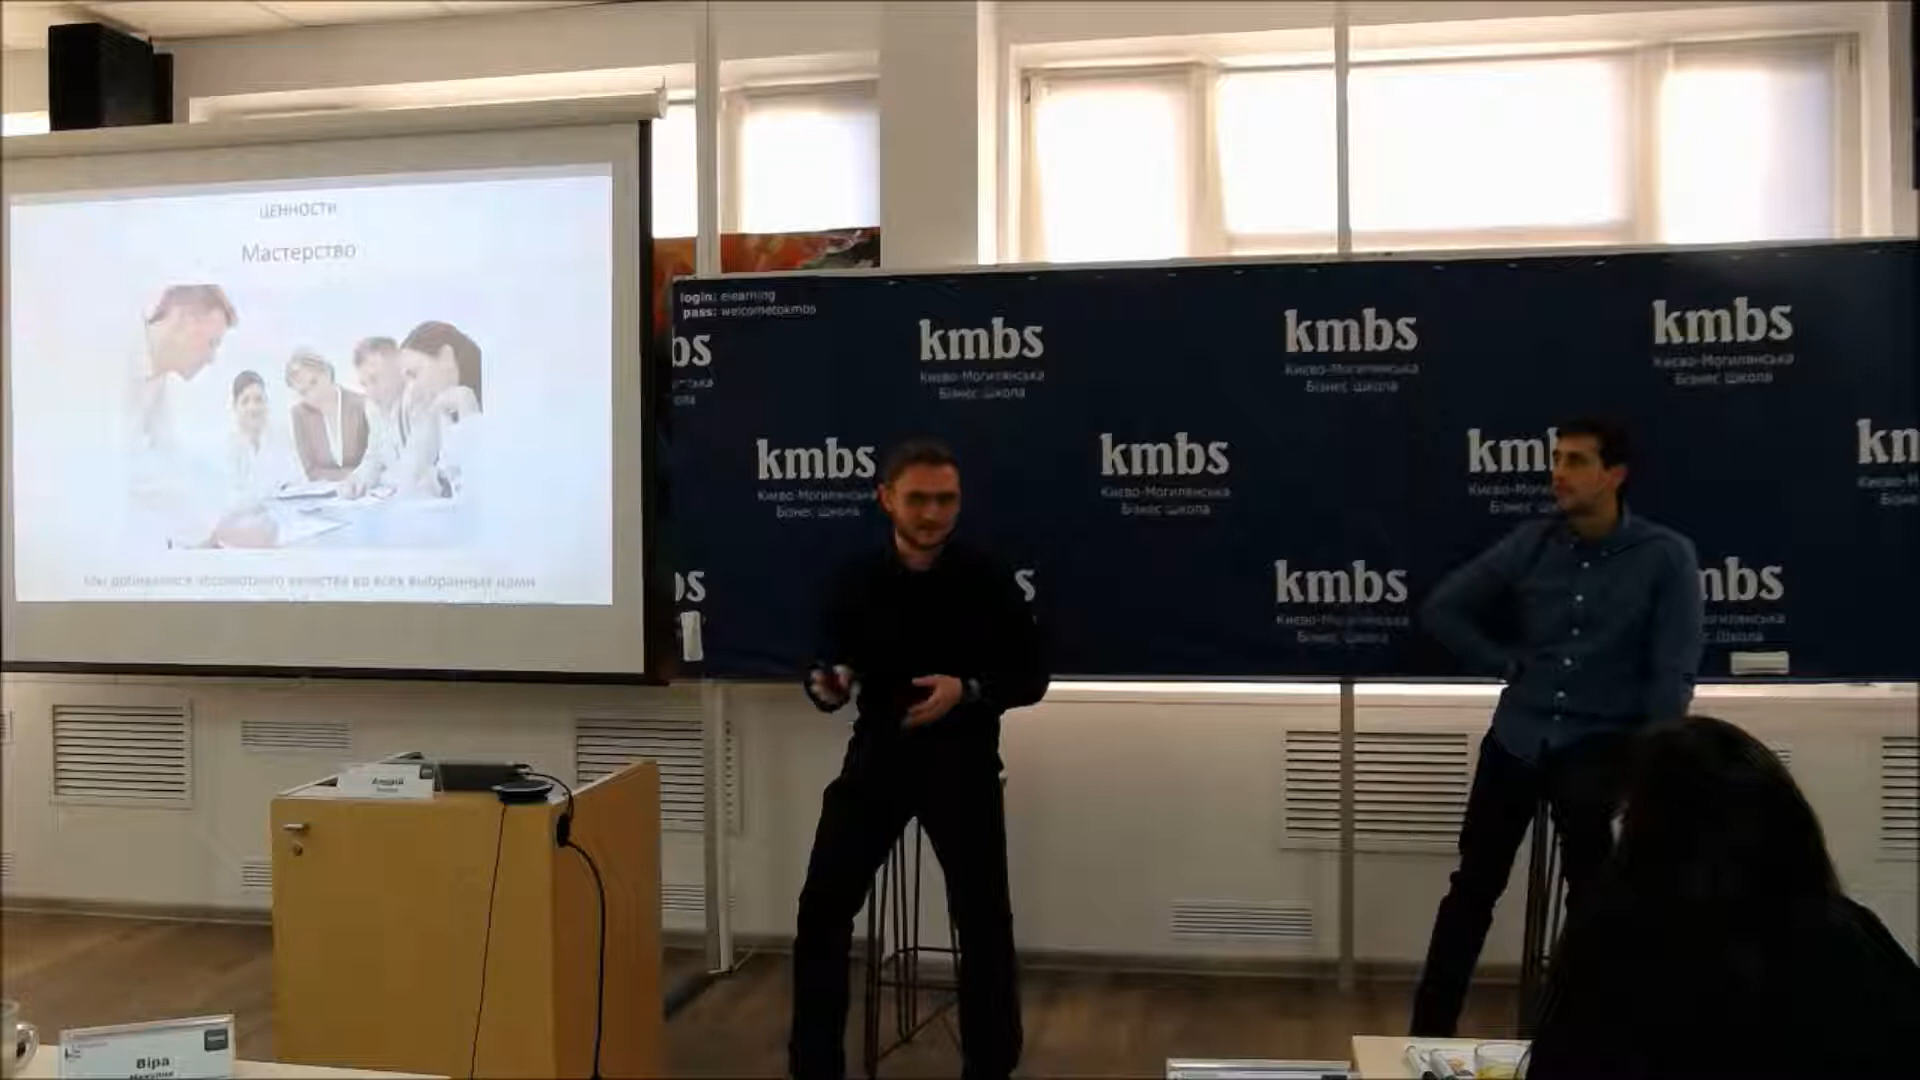 ценности
Мастерство
Мы добиваемся абсолютного качества во всех выбранных нами
login: elearning
pass: welcometokmbs
kmbs
Києво-Могилянська
Бізнес Школа
kmbs
Києво-Могилянська
Бізнес Школа
kmbs
Києво-Могилянська
Бізнес Школа
kmbs
Києво-Могилянська
Бізнес Школа
kmbs
Києво-Могилянська
Бізнес Школа
kmbs
Києво-Могилянська
Бізнес Школа
Андрій
Віра